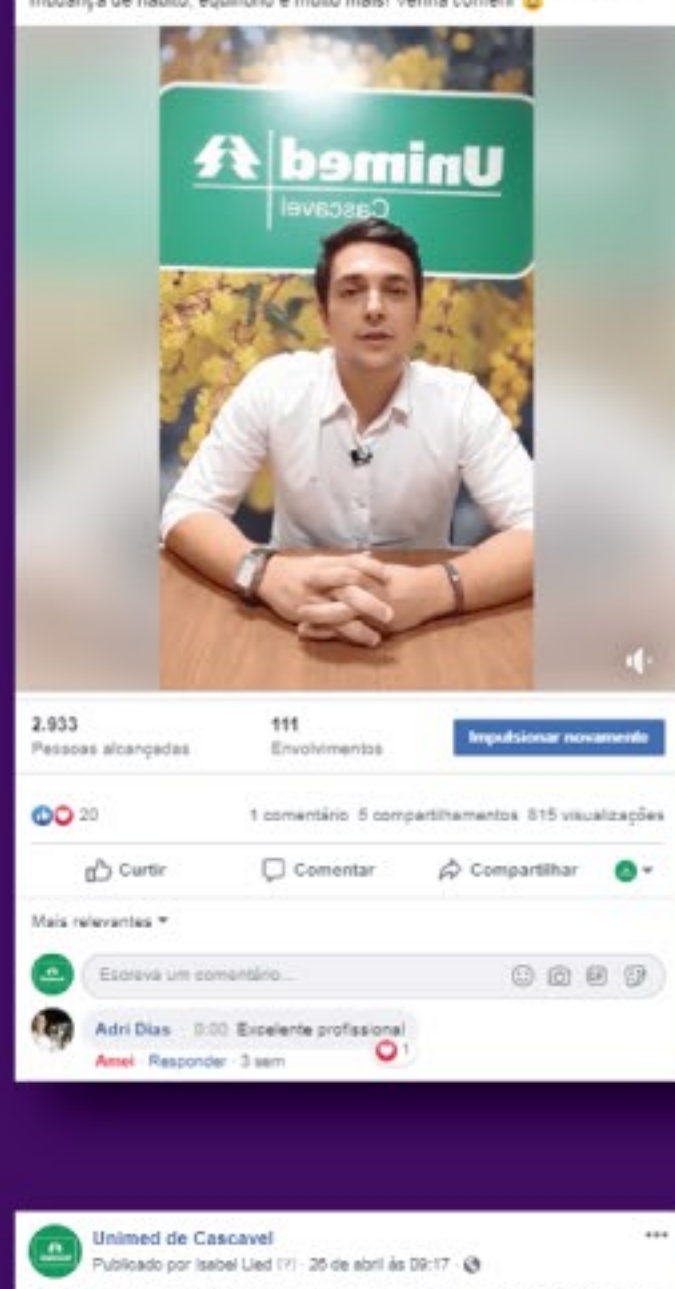 mudança de hábito, equilíbrio e muito mais! Venha conferir
Unimed
Cascavel
2.933
Pessoas alcançadas
111
Envolvimentos
Impulsionar novamente
20
1 comentário 5 compartilhamentos 815 visualizações
Curtir
Comentar
Compartilhar
Mais relevantes
Escreva um comentário...
Adri Dias · 0:00 Excelente profissional
1
Amei · Responder · 3 sem
Unimed de Cascavel
Publicado por Isabel Lied [?] · 26 de abril às 09:17 ·